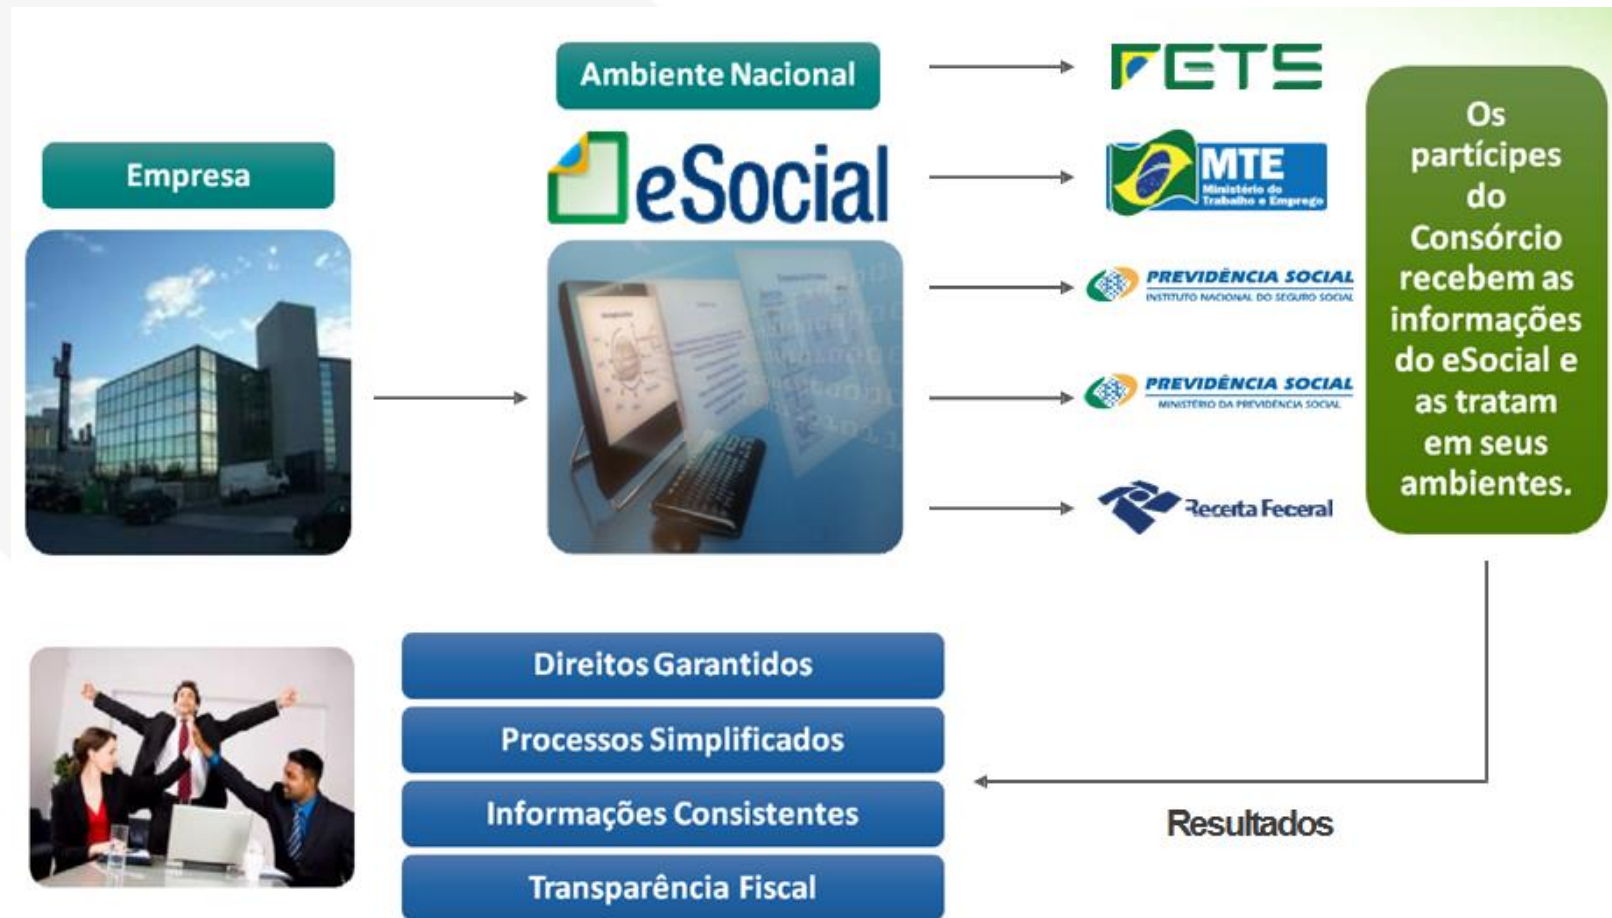 Ambiente Nacional
FGTS
Empresa
eSocial
MTE
Ministério do
Trabalho e Emprego
PREVIDÊNCIA SOCIAL
INSTITUTO NACIONAL DO SEGURO SOCIAL
PREVIDÊNCIA SOCIAL
MINISTÉRIO DA PREVIDÊNCIA SOCIAL
Receita Federal
Os
partícipes
do
Consórcio
recebem as
informações
do eSocial e
as tratam
em seus
ambientes.
Direitos Garantidos
Processos Simplificados
Informações Consistentes
Transparência Fiscal
Resultados